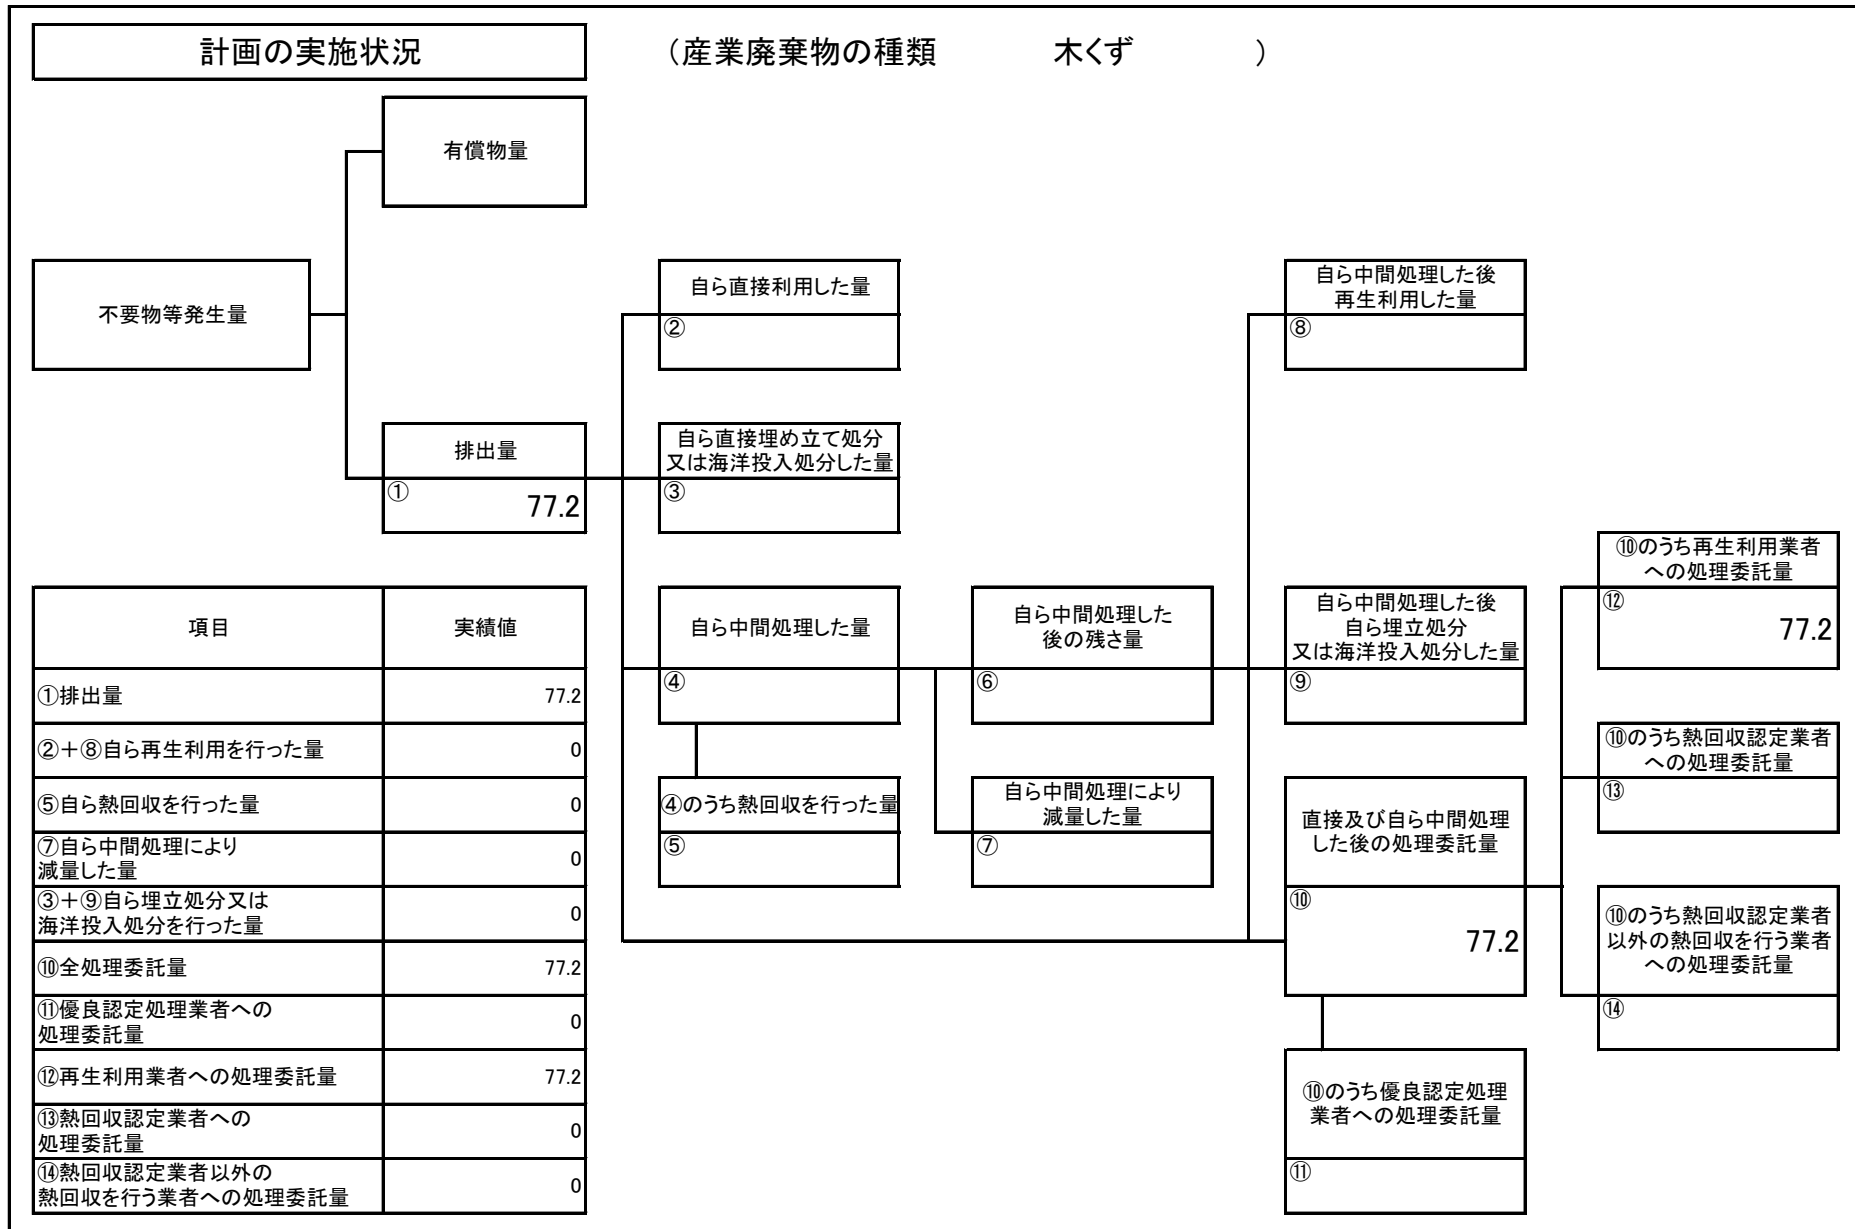 計画の実施状況
（産業廃棄物の種類　木くず　）
有償物量
不要物等発生量
自ら直接利用した量
②
自ら中間処理した後
再生利用した量
⑧
排出量
① 77.2
自ら直接埋め立て処分
又は海洋投入処分した量
③
⑩のうち再生利用業者
への処理委託量
⑫
77.2
項目 実績値
①排出量 77.2
②＋⑧自ら再生利用を行った量 0
⑤自ら熱回収を行った量 0
⑦自ら中間処理により
減量した量 0
③＋⑨自ら埋立処分又は
海洋投入処分を行った量 0
⑩全処理委託量 77.2
⑪優良認定処理業者への
処理委託量 0
⑫再生利用業者への処理委託量 77.2
⑬熱回収認定業者への
処理委託量 0
⑭熱回収認定業者以外の
熱回収を行う業者への処理委託量 0
自ら中間処理した量
④
自ら中間処理した
後の残さ量
⑥
自ら中間処理した後
自ら埋立処分
又は海洋投入処分した量
⑨
④のうち熱回収を行った量
⑤
自ら中間処理により
減量した量
⑦
直接及び自ら中間処理
した後の処理委託量
⑩
77.2
⑩のうち熱回収認定業者
への処理委託量
⑬
⑩のうち熱回収認定業者
以外の熱回収を行う業者
への処理委託量
⑭
⑩のうち優良認定処理
業者への処理委託量
⑪